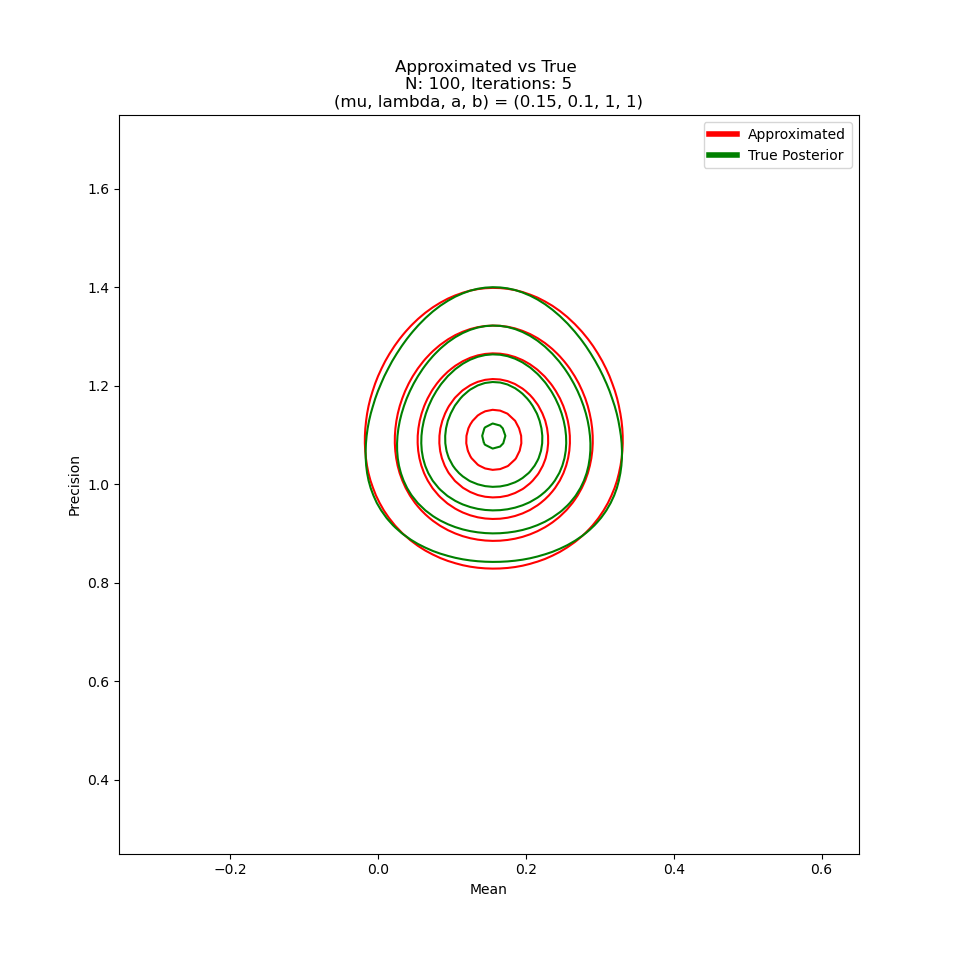 Approximated vs True
N: 100, Iterations: 5
(mu, lambda, a, b) = (0.15, 0.1, 1, 1)
Approximated
True Posterior
1.6
1.4
1.2
1.0
0.8
0.6
0.4
Precision
−0.2
0.0
0.2
0.4
0.6
Mean